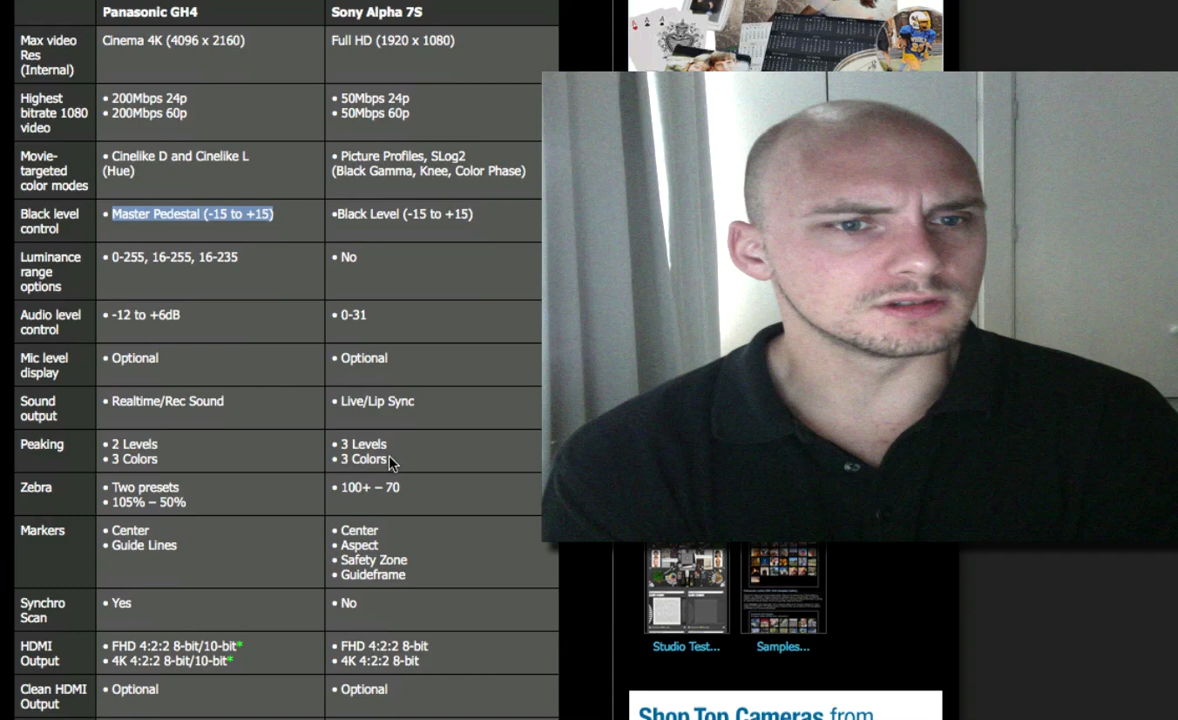 Panasonic GH4 Sony Alpha 7S
Max video Cinema 4K (4096 x 2160) Full HD (1920 x 1080)
Res
(Internal)
Highest • 200Mbps 24p • 50Mbps 24p
bitrate 1080 • 200Mbps 60p • 50Mbps 60p
video
Movie- • Cinelike D and Cinelike L • Picture Profiles, SLog2
targeted (Hue) (Black Gamma, Knee, Color Phase)
color modes
Black level • Master Pedestal (-15 to +15) •Black Level (-15 to +15)
control
Luminance • 0-255, 16-255, 16-235 • No
range
options
Audio level • -12 to +6dB • 0-31
control
Mic level • Optional • Optional
display
Sound • Realtime/Rec Sound • Live/Lip Sync
output
Peaking • 2 Levels • 3 Levels
• 3 Colors • 3 Colors
Zebra • Two presets • 100+ – 70
• 105% – 50%
Markers • Center • Center
• Guide Lines • Aspect
• Safety Zone
• Guideframe
Synchro • Yes • No
Scan
HDMI • FHD 4:2:2 8-bit/10-bit* • FHD 4:2:2 8-bit
Output • 4K 4:2:2 8-bit/10-bit* • 4K 4:2:2 8-bit
Clean HDMI • Optional • Optional
Output
Studio Test... Samples...
Shop Top Cameras from